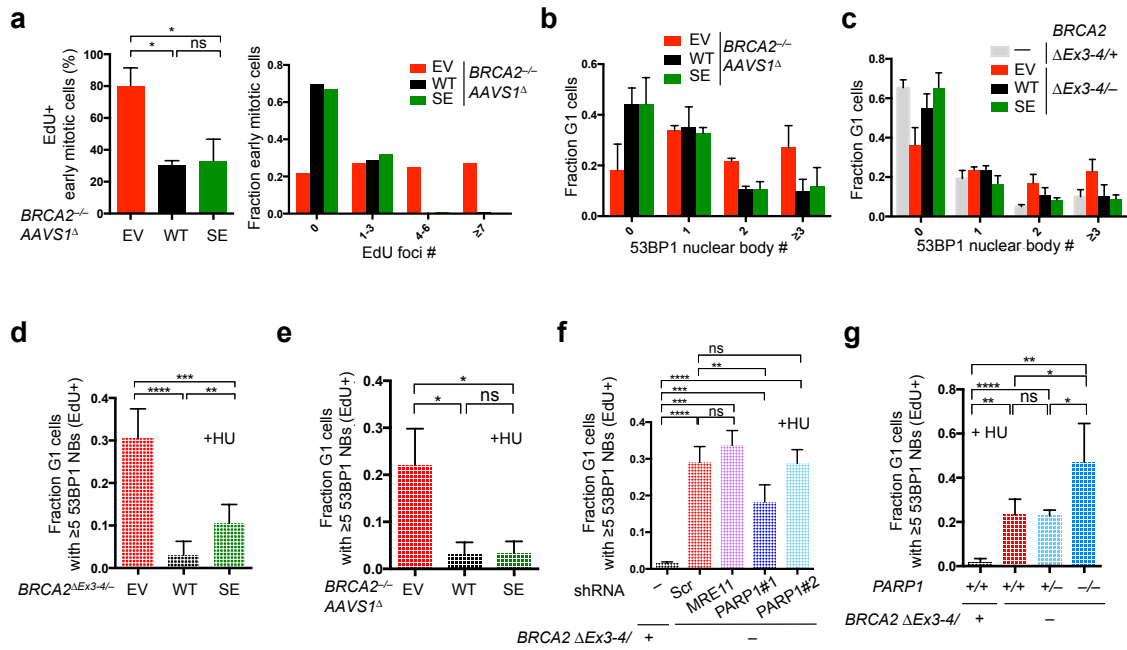 a
EdU+
early mitotic cells (%)
100
80
60
40
20
0
*
*
ns
BRCA2–/–
AAVS1Δ
EV
WT
SE
Fraction early mitotic cells
0.8
0.6
0.4
0.2
0.0
EV
WT
SE
BRCA2–/–
AAVS1Δ
0
1-3
4-6
≥7
EdU foci #
b
Fraction G1 cells
0.8
0.6
0.4
0.2
0.0
EV
WT
SE
BRCA2–/–
AAVS1Δ
0
1
2
≥3
53BP1 nuclear body #
c
Fraction G1 cells
0.8
0.6
0.4
0.2
0.0
BRCA2
— ΔEx3-4/+
EV
WT ΔEx3-4/–
SE
0
1
2
≥3
53BP1 nuclear body #
d
Fraction G1 cells
with ≥5 53BP1 NBs (EdU+)
0.4
0.3
0.2
0.1
0.0
***
**** **
+HU
BRCA2ΔEx3-4/–
EV
WT
SE
e
Fraction G1 cells
with ≥5 53BP1 NBs (EdU+)
0.4
0.3
0.2
0.1
0.0
*
* ns
+HU
BRCA2–/–
AAVS1Δ
EV
WT
SE
f
Fraction G1 cells
with ≥5 53BP1 NBs (EdU+)
0.4
0.3
0.2
0.1
0.0
ns
**
****
***
***
**** ns
+HU
shRNA
–
Scr
MRE11
PARP1#1
PARP1#2
BRCA2 ΔEx3-4/
+
–
g
Fraction G1 cells
with ≥5 53BP1 NBs (EdU+)
0.8
0.6
0.4
0.2
0.0
**
*
****
** ns *
+ HU
PARP1
+/+
+/+
+/–
–/–
BRCA2 ΔEx3-4/
+
–